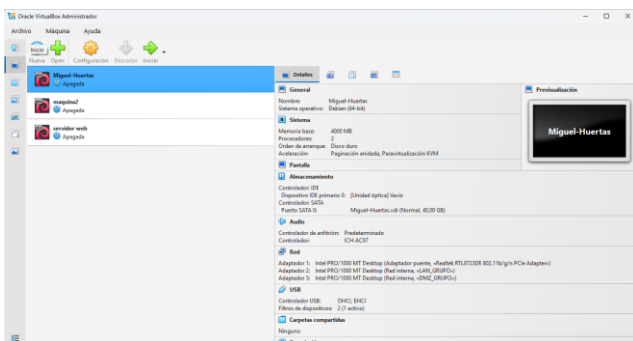 Oracle VirtualBox Administrador
Archivo Máquina Ayuda
Inicio
Nueva Open Configuración Descartar Iniciar
Miguel-Huertas
Apagada
maquina2
Apagada
servidor web
Apagada
Detalles
General
Nombre: Miguel-Huertas
Sistema operativo: Debian (64-bit)
Sistema
Memoria base: 4000 MB
Procesadores: 2
Orden de arranque: Disco duro
Aceleración: Paginación anidada, Paravirtualización KVM
Pantalla
Almacenamiento
Controlador: IDE
Dispositivo IDE primario 0: [Unidad óptica] Vacío
Controlador: SATA
Puerto SATA 0: Miguel-Huertas.vdi (Normal, 40,00 GB)
Audio
Controlador de anfitrión: Predeterminado
Controlador: ICH AC97
Red
Adaptador 1: Intel PRO/1000 MT Desktop (Adaptador puente, «Realtek RTL8723DE 802.11b/g/n PCIe Adapter»)
Adaptador 2: Intel PRO/1000 MT Desktop (Red interna, «LAN_GRUPO»)
Adaptador 3: Intel PRO/1000 MT Desktop (Red interna, «DMZ_GRUPO»)
USB
Controlador USB: OHCI, EHCI
Filtros de dispositivos: 2 (1 activo)
Carpetas compartidas
Ninguno
Previsualización
Miguel-Huertas